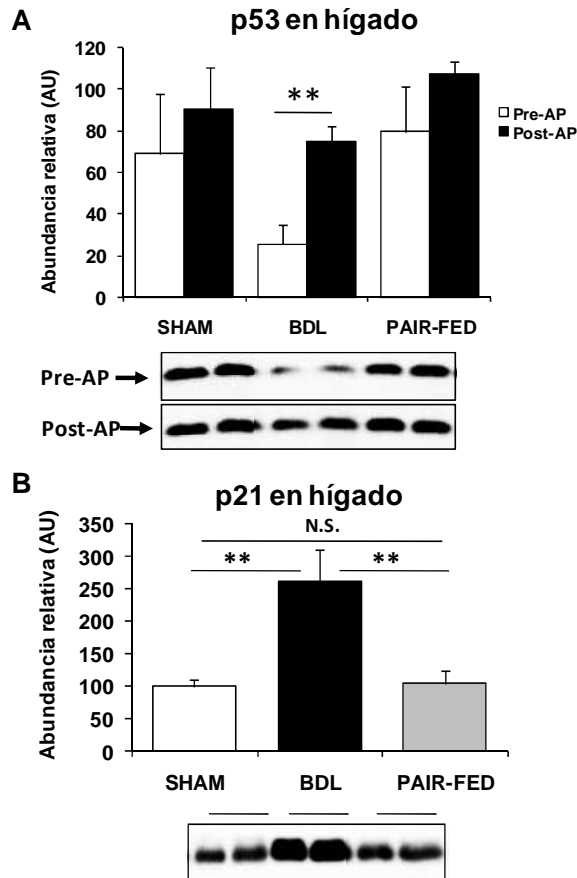 A
p53 en hígado
Abundancia relativa (AU)
120
100
80
60
40
20
0
**
Pre-AP
Post-AP
SHAM BDL PAIR-FED
Pre-AP
Post-AP
B
p21 en hígado
Abundancia relativa (AU)
350
300
250
200
150
100
50
0
N.S.
** **
SHAM BDL PAIR-FED